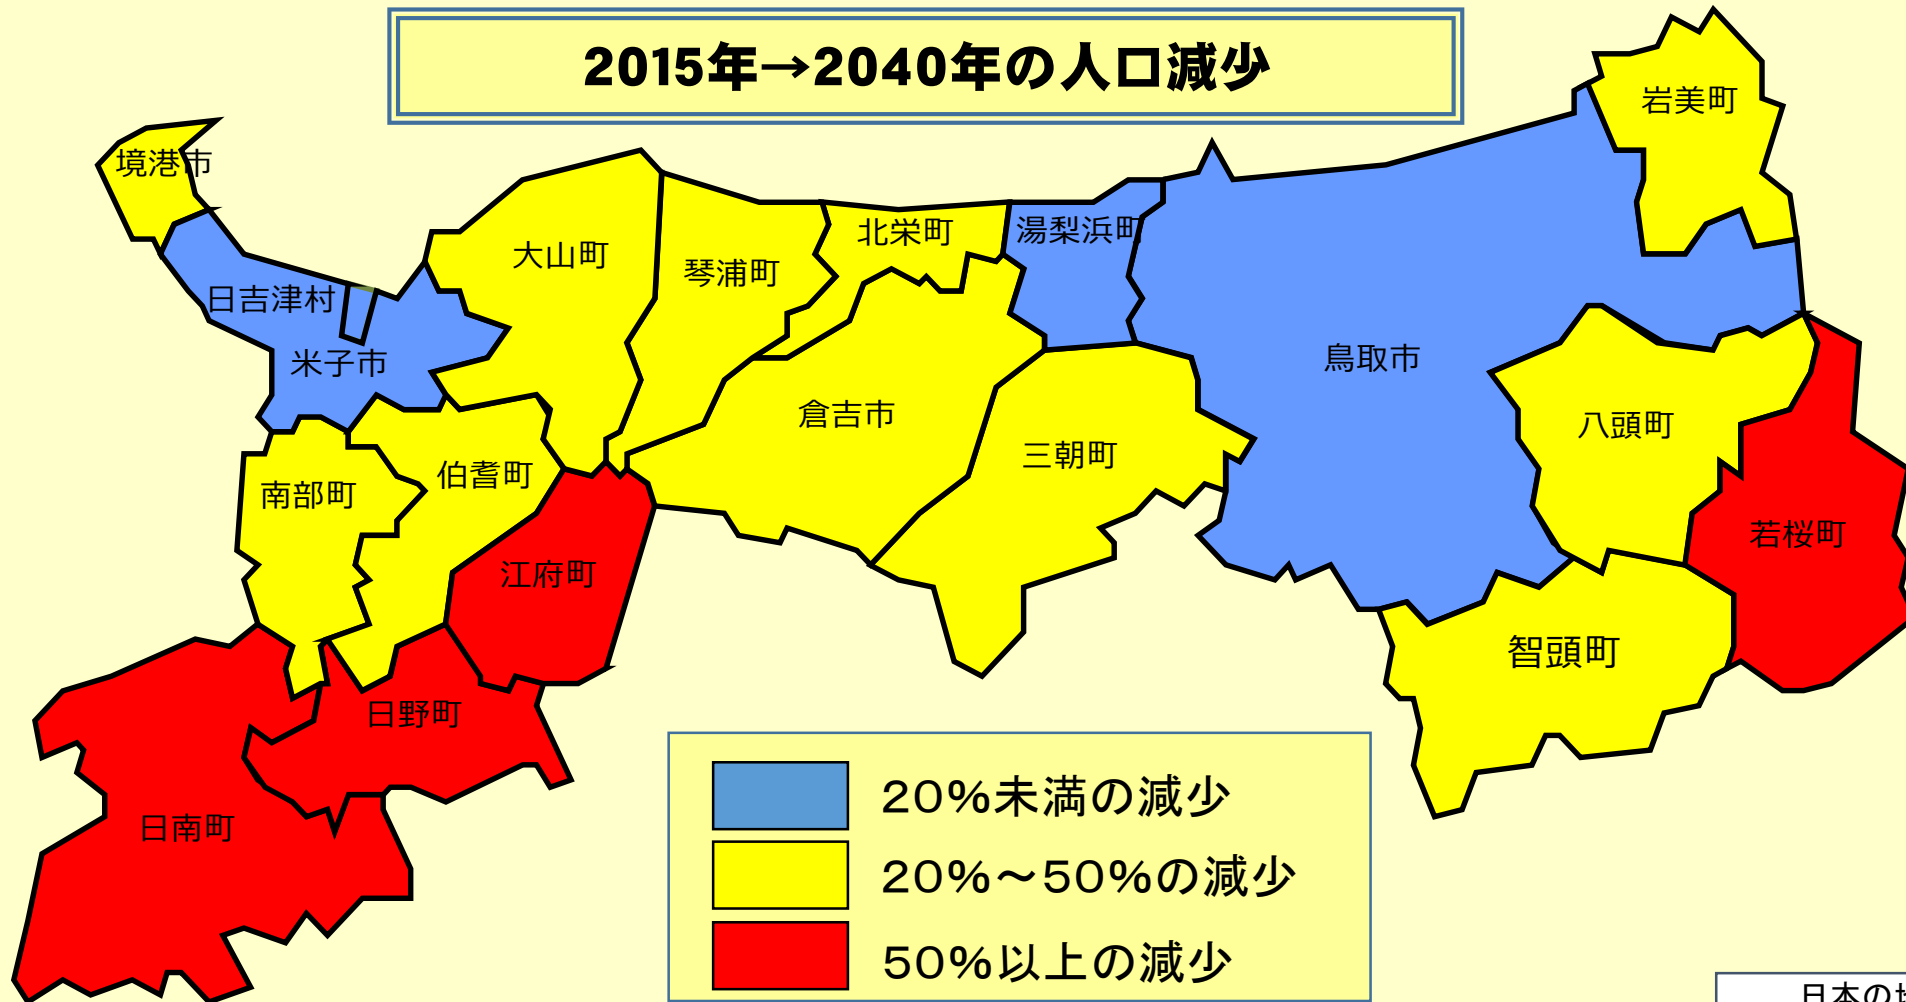 2015年→2040年の人口減少
岩美町
境港市
大山町
琴浦町
北栄町
湯梨浜町
日吉津村
米子市
鳥取市
倉吉市
三朝町
八頭町
南部町
伯耆町
江府町
若桜町
智頭町
日野町
日南町
20%未満の減少
20%～50%の減少
50%以上の減少
日本の